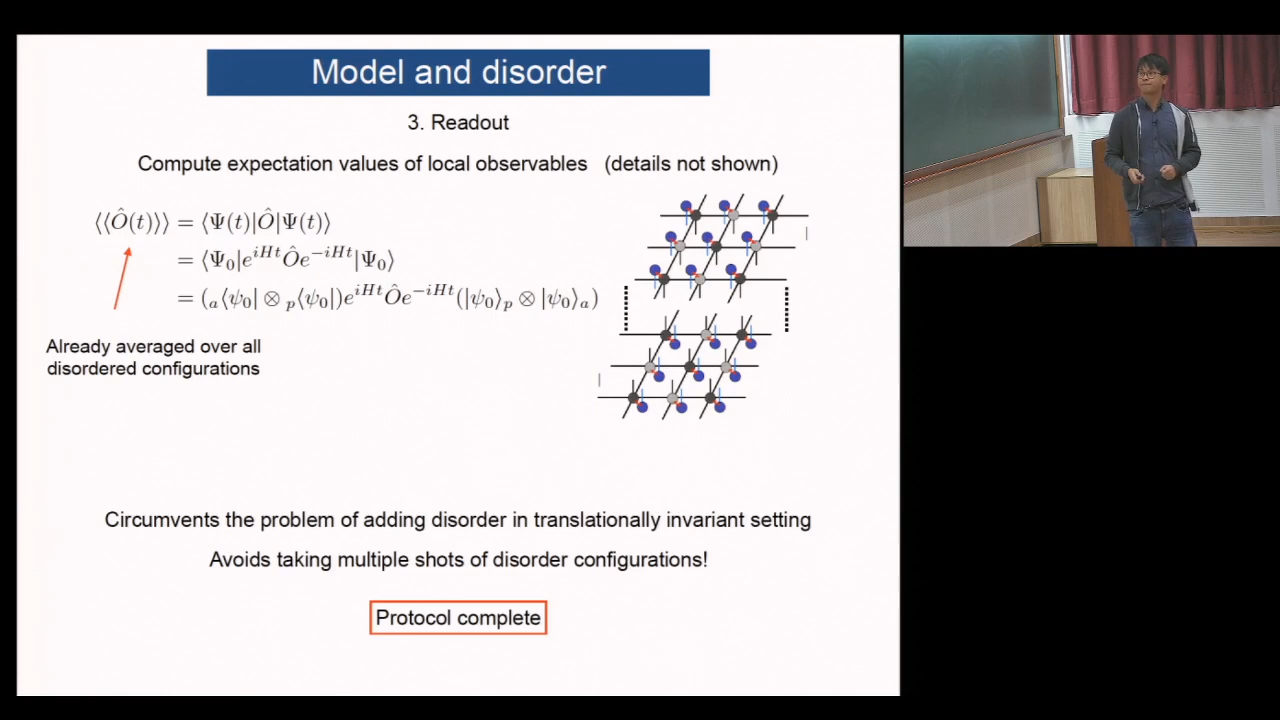 Model and disorder
3. Readout
Compute expectation values of local observables (details not shown)
⟨⟨Ô(t)⟩⟩ = ⟨Ψ(t)|Ô|Ψ(t)⟩
= ⟨Ψ₀|e^{iHt}Ôe^{-iHt}|Ψ₀⟩
= (ₐ⟨ψ₀| ⊗ ₚ⟨ψ₀|)e^{iHt}Ôe^{-iHt}(|ψ₀⟩ₚ ⊗ |ψ₀⟩ₐ)
Already averaged over all
disordered configurations
Circumvents the problem of adding disorder in translationally invariant setting
Avoids taking multiple shots of disorder configurations!
Protocol complete